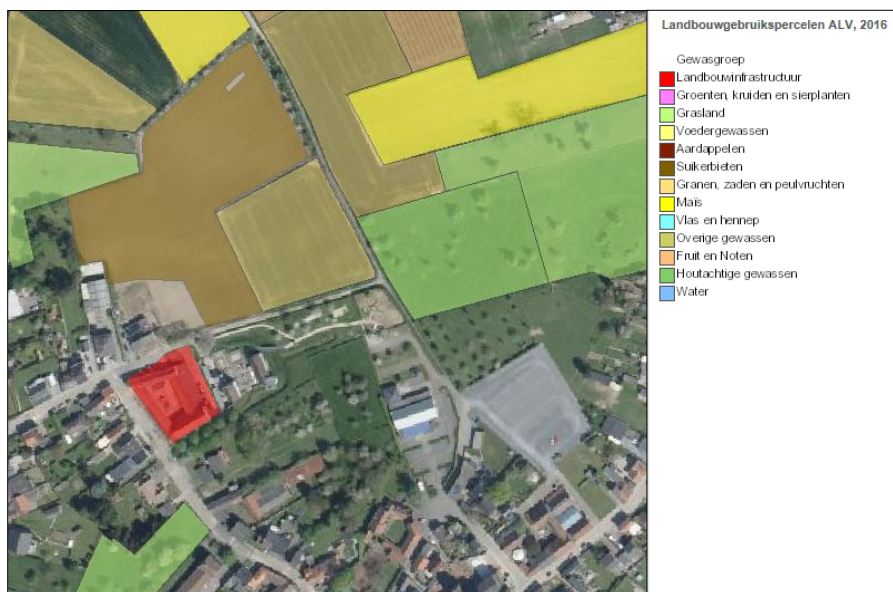 Landbouwgebruikspercelen ALV, 2016
Gewasgroep
Landbouwinfrastructuur
Groenten, kruiden en sierplanten
Grasland
Voedergewassen
Aardappelen
Suikerbieten
Granen, zaden en peulvruchten
Maïs
Vlas en hennep
Overige gewassen
Fruit en Noten
Houtachtige gewassen
Water